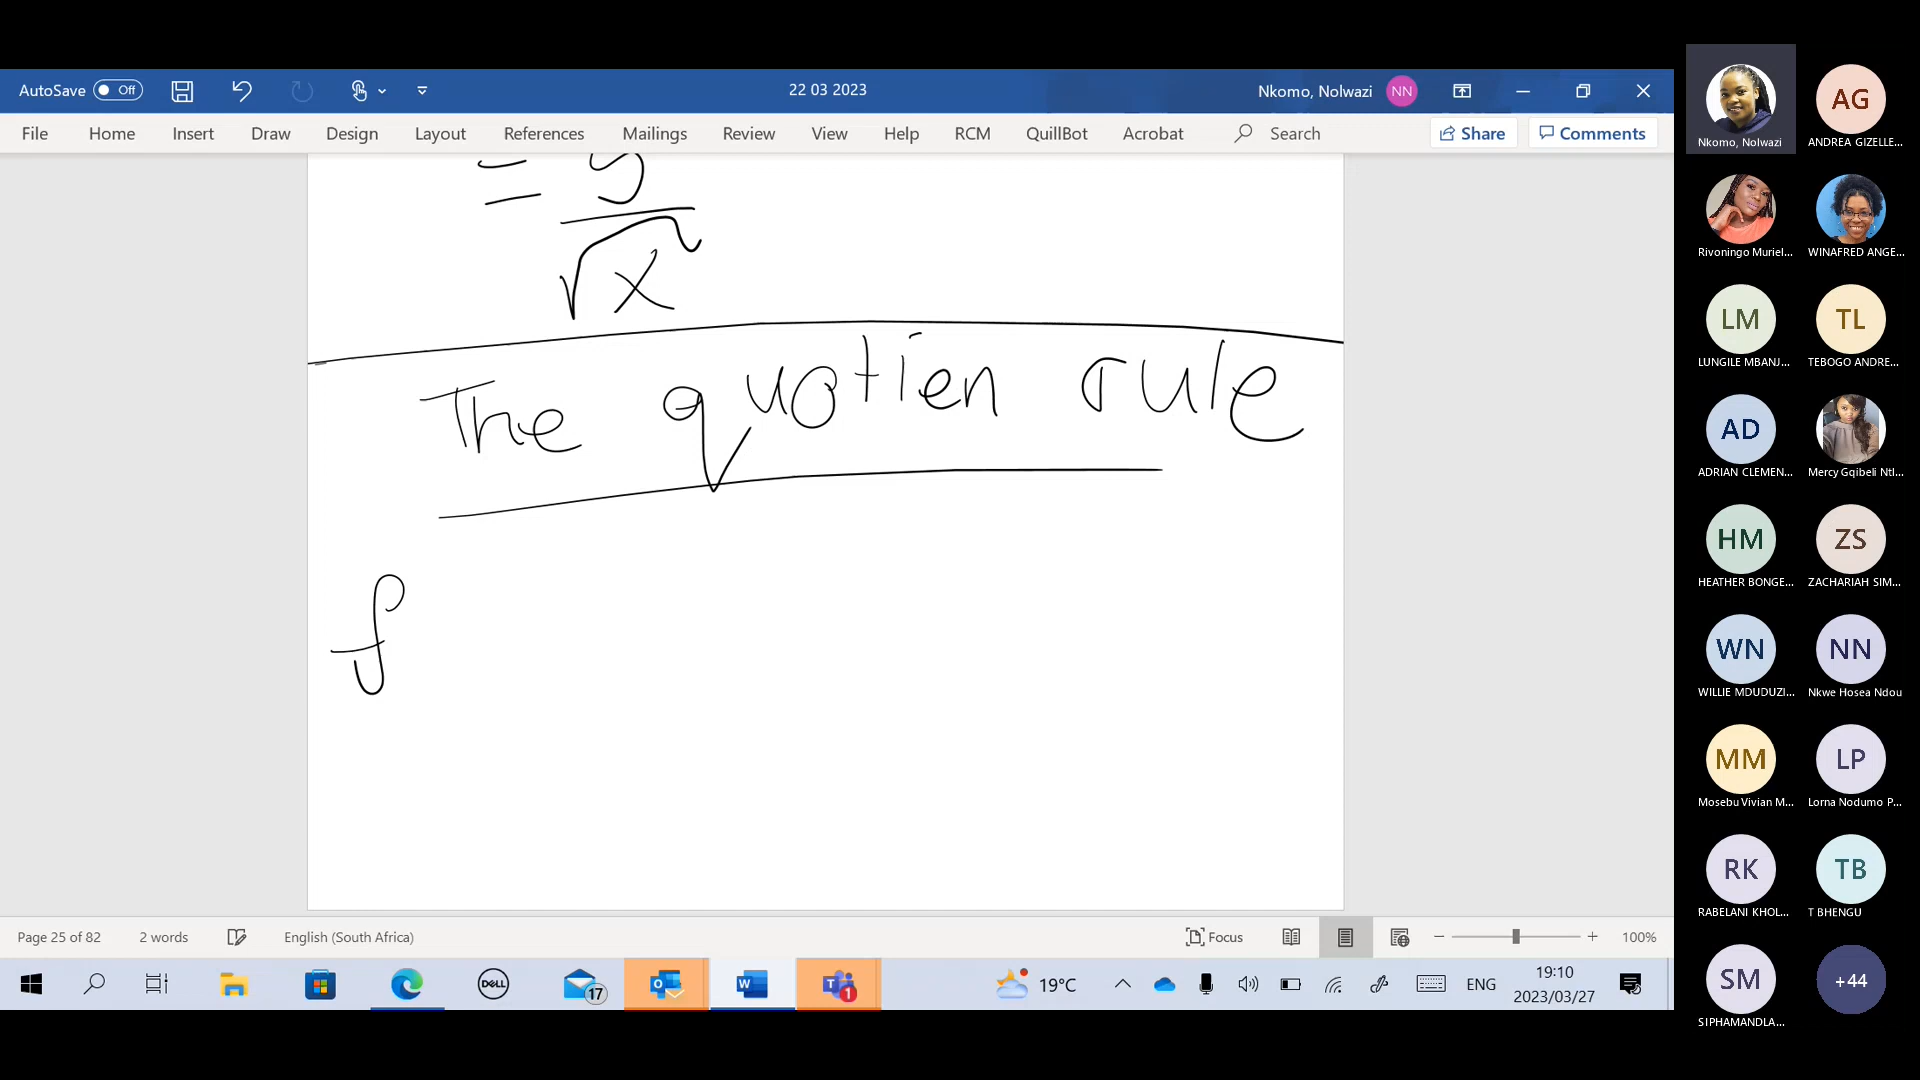 AutoSave Off 22 03 2023 Nkomo, Nolwazi NN
File Home Insert Draw Design Layout References Mailings Review View Help RCM QuillBot Acrobat Search Share Comments
=
√x
The quotien rule
f
Page 25 of 82 2 words English (South Africa) Focus 100%
DELL 17 1 19°C ENG 19:10
2023/03/27
Nkomo, Nolwazi
AG
ANDREA GIZELLE...
Rivoningo Muriel...
WINAFRED ANGE...
LM
LUNGILE MBANJ...
TL
TEBOGO ANDRE...
AD
ADRIAN CLEMEN...
Mercy Gqibeli Ntl...
HM
HEATHER BONGE...
ZS
ZACHARIAH SIM...
WN
WILLIE MDUDUZI...
NN
Nkwe Hosea Ndou
MM
Mosebu Vivian M...
LP
Lorna Nodumo P...
RK
RABELANI KHOL...
TB
T BHENGU
SM
SIPHAMANDLA...
+44